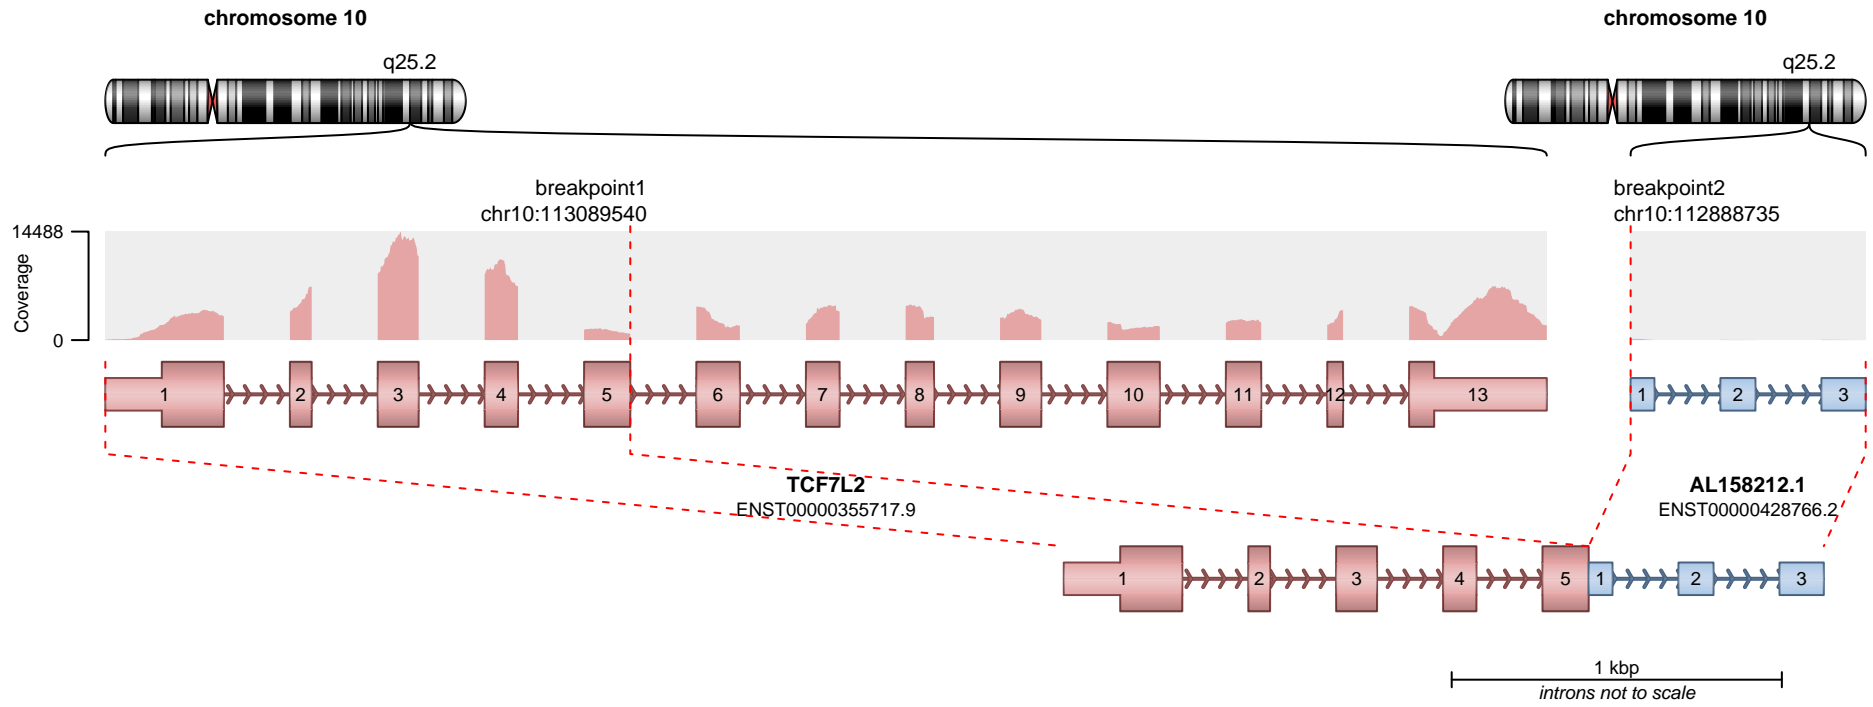 chromosome 10
chromosome 10
q25.2
q25.2
breakpoint1
chr10:113089540
breakpoint2
chr10:112888735
14488
Coverage
0
1 2 3 4 5 6 7 8 9 10 11 12 13
1 2 3
TCF7L2
ENST00000355717.9
AL158212.1
ENST00000428766.2
1 2 3 4 5 1 2 3
1 kbp
introns not to scale